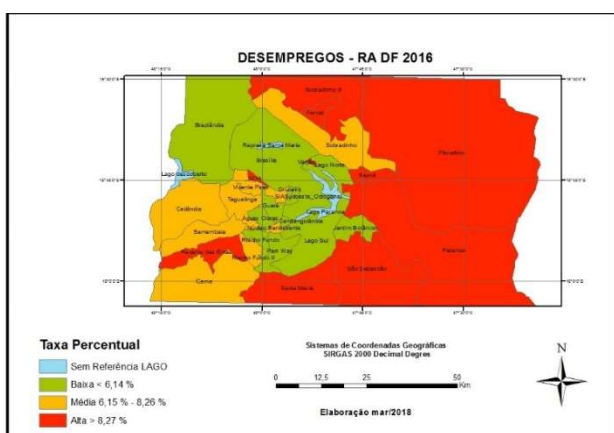 DESEMPREGOS - RA DF 2016
Sobradinho II
Fercal
Brazlândia
Sobradinho
Planaltina
Brasília
Varjão
Lago Norte
Itapoã
Vicente Pires
Cruzeiro
Taguatinga
Guará
Ceilândia
Lago Paranoá
Águas Claras
Candangolândia
Núcleo Bandeirante
Jardim Botânico
Samambaia
Riacho Fundo
Lago Sul
Park Way
Paranoá
Riacho Fundo II
São Sebastião
Gama
Santa Maria
Taxa Percentual
Sem Referência LAGO
Baixa < 6,14 %
Média 6,15 % - 8,26 %
Alta > 8,27 %
Sistemas de Coordenadas Geográficas
SIRGAS 2000 Decimal Degres
0 12,5 25 50
Km
Elaboração mar/2018
N